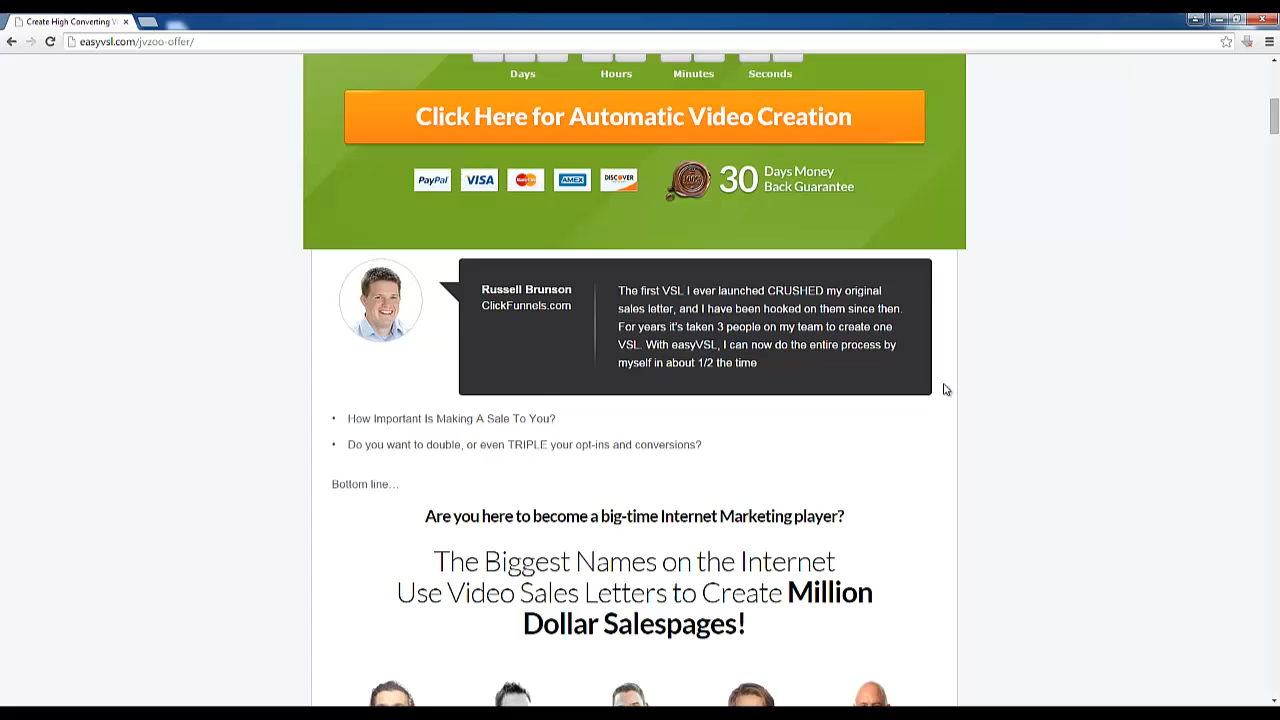 Create High Converting V
easyvsl.com/jvzoo-offer/
Days Hours Minutes Seconds
Click Here for Automatic Video Creation
PayPal VISA MasterCard AMEX DISCOVER
100%
30 Days Money
Back Guarantee
Russell Brunson
ClickFunnels.com
The first VSL I ever launched CRUSHED my original
sales letter, and I have been hooked on them since then.
For years it's taken 3 people on my team to create one
VSL. With easyVSL, I can now do the entire process by
myself in about 1/2 the time
• How Important Is Making A Sale To You?
• Do you want to double, or even TRIPLE your opt-ins and conversions?
Bottom line…
Are you here to become a big-time Internet Marketing player?
The Biggest Names on the Internet
Use Video Sales Letters to Create Million
Dollar Salespages!